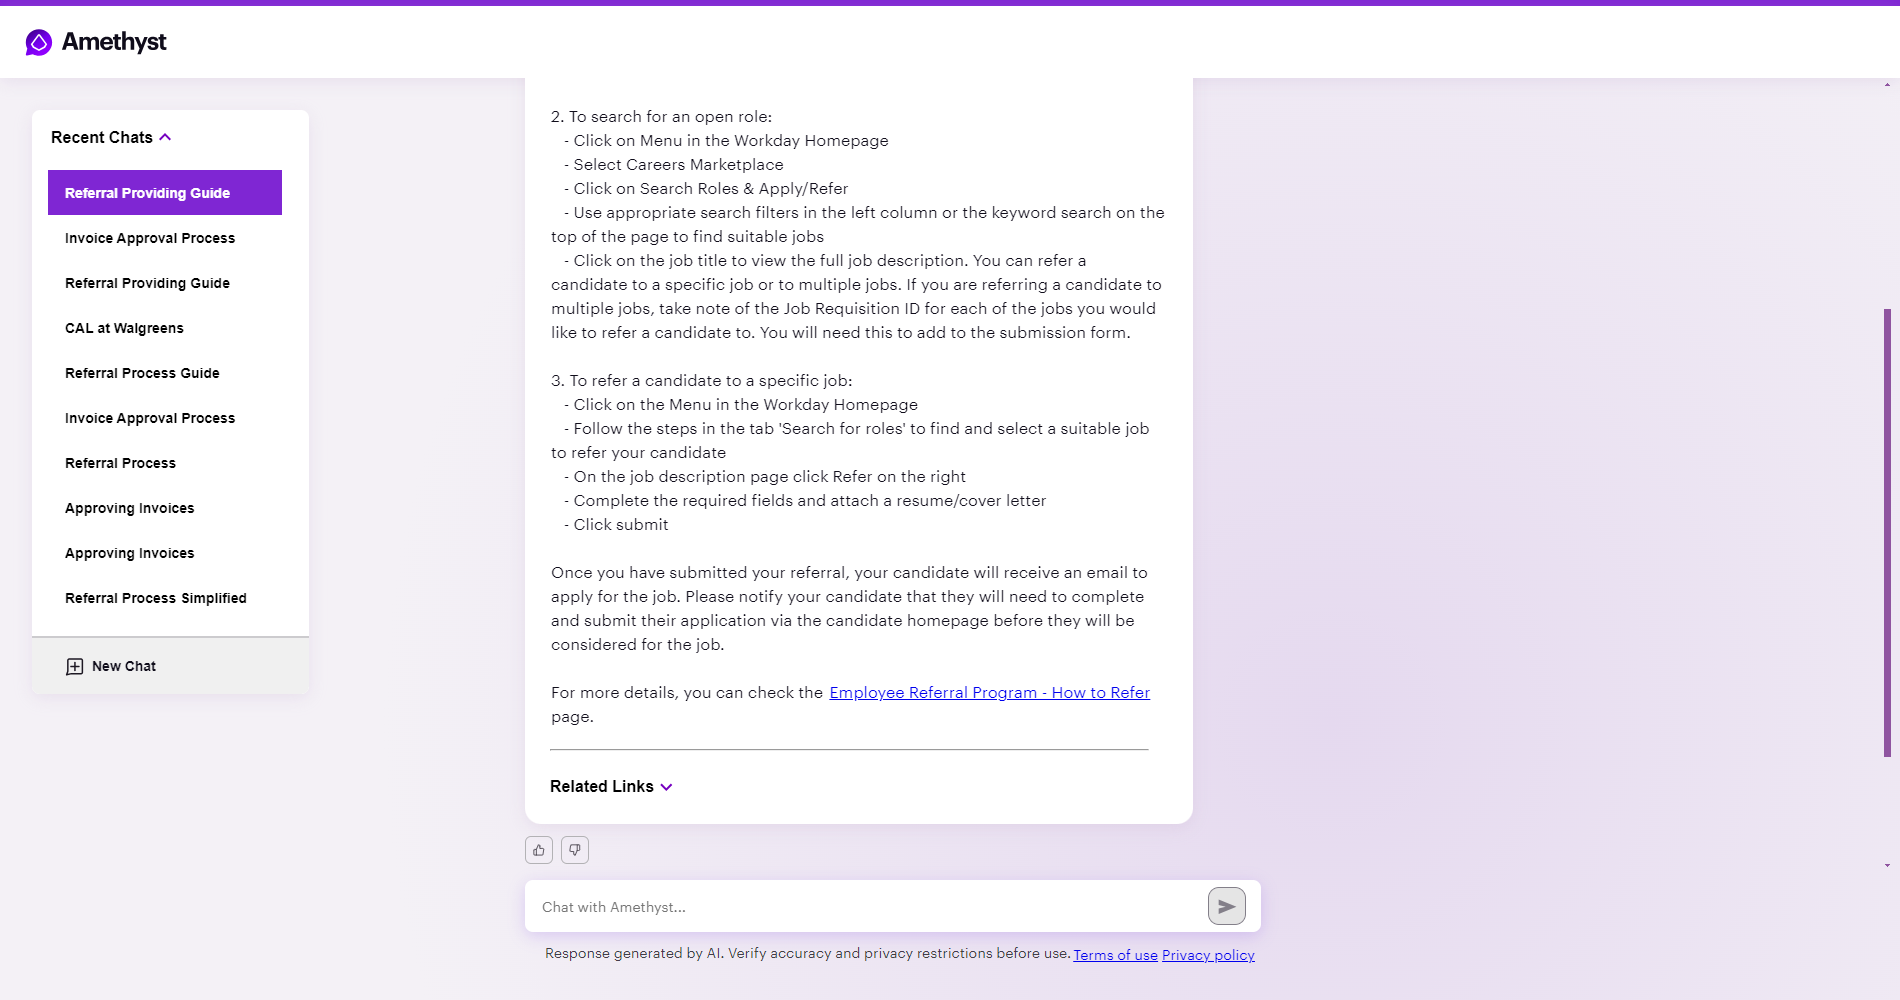 Amethyst
Recent Chats
Referral Providing Guide
Invoice Approval Process
Referral Providing Guide
CAL at Walgreens
Referral Process Guide
Invoice Approval Process
Referral Process
Approving Invoices
Approving Invoices
Referral Process Simplified
New Chat
2. To search for an open role:
- Click on Menu in the Workday Homepage
- Select Careers Marketplace
- Click on Search Roles & Apply/Refer
- Use appropriate search filters in the left column or the keyword search on the
top of the page to find suitable jobs
- Click on the job title to view the full job description. You can refer a
candidate to a specific job or to multiple jobs. If you are referring a candidate to
multiple jobs, take note of the Job Requisition ID for each of the jobs you would
like to refer a candidate to. You will need this to add to the submission form.
3. To refer a candidate to a specific job:
- Click on the Menu in the Workday Homepage
- Follow the steps in the tab 'Search for roles' to find and select a suitable job
to refer your candidate
- On the job description page click Refer on the right
- Complete the required fields and attach a resume/cover letter
- Click submit
Once you have submitted your referral, your candidate will receive an email to
apply for the job. Please notify your candidate that they will need to complete
and submit their application via the candidate homepage before they will be
considered for the job.
For more details, you can check the Employee Referral Program - How to Refer
page.
Related Links
Chat with Amethyst...
Response generated by AI. Verify accuracy and privacy restrictions before use. Terms of use Privacy policy